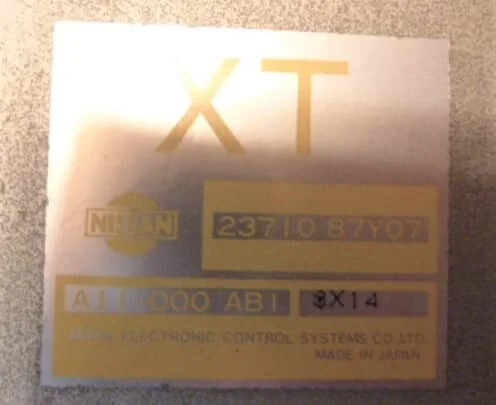 XT
NISSAN
23710 87Y07
A11 000 AB1 3X14
JAPAN ELECTRONIC CONTROL SYSTEMS CO.LTD.
MADE IN JAPAN